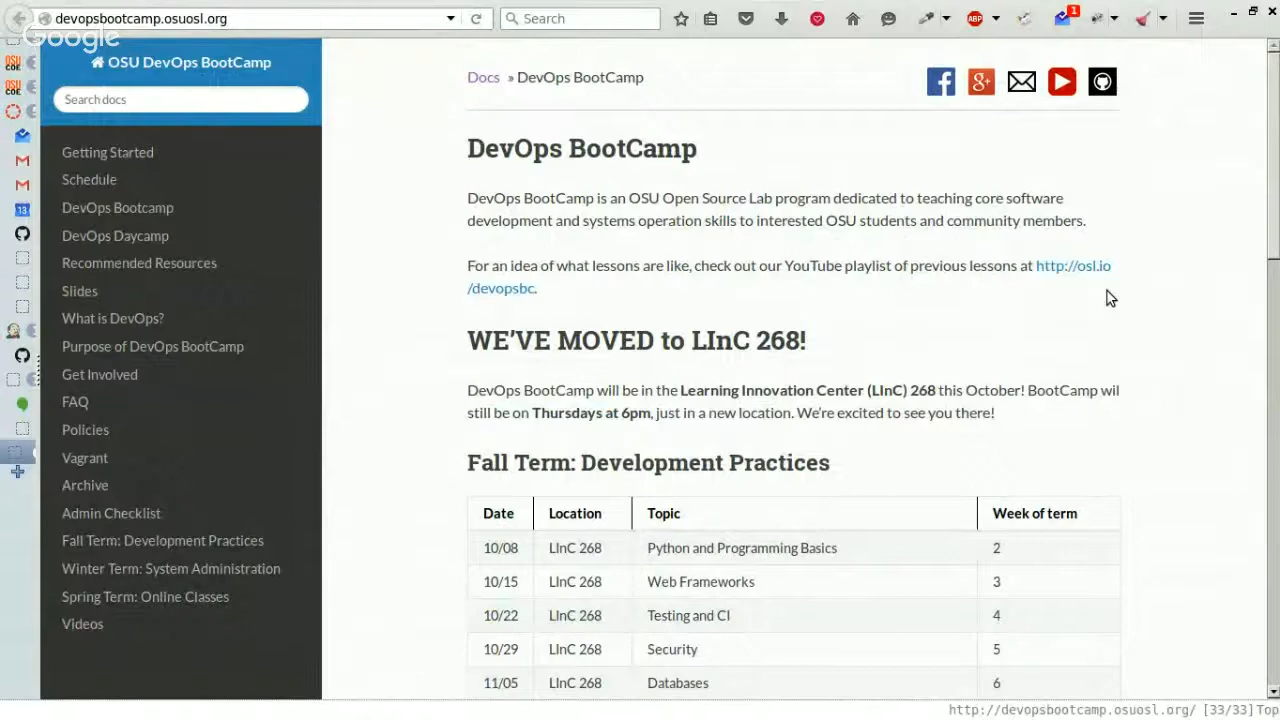 devopsbootcamp.osuosl.org
Search
1
ABP
Google
OSU DevOps BootCamp
Search docs
Getting Started
Schedule
DevOps Bootcamp
DevOps Daycamp
Recommended Resources
Slides
What is DevOps?
Purpose of DevOps BootCamp
Get Involved
FAQ
Policies
Vagrant
Archive
Admin Checklist
Fall Term: Development Practices
Winter Term: System Administration
Spring Term: Online Classes
Videos
Docs » DevOps BootCamp
DevOps BootCamp
DevOps BootCamp is an OSU Open Source Lab program dedicated to teaching core software
development and systems operation skills to interested OSU students and community members.
For an idea of what lessons are like, check out our YouTube playlist of previous lessons at http://osl.io
/devopsbc.
WE'VE MOVED to LInC 268!
DevOps BootCamp will be in the Learning Innovation Center (LInC) 268 this October! BootCamp wil
still be on Thursdays at 6pm, just in a new location. We're excited to see you there!
Fall Term: Development Practices
Date Location Topic Week of term
10/08 LInC 268 Python and Programming Basics 2
10/15 LInC 268 Web Frameworks 3
10/22 LInC 268 Testing and CI 4
10/29 LInC 268 Security 5
11/05 LInC 268 Databases 6
http://devopsbootcamp.osuosl.org/ [33/33] Top